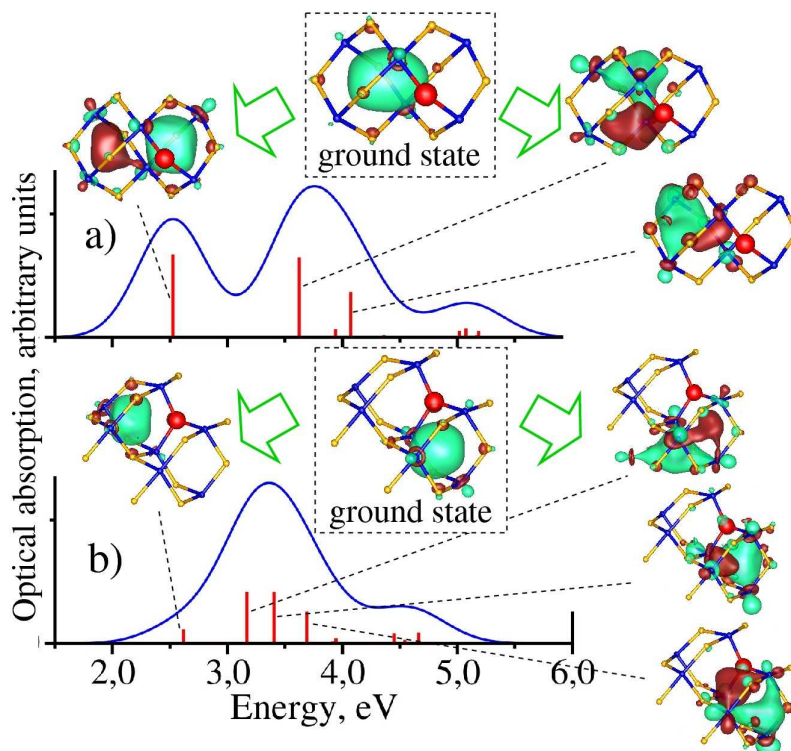 ground state
a)
Optical absorption, arbitrary units
ground state
b)
2,0 3,0 4,0 5,0 6,0
Energy, eV